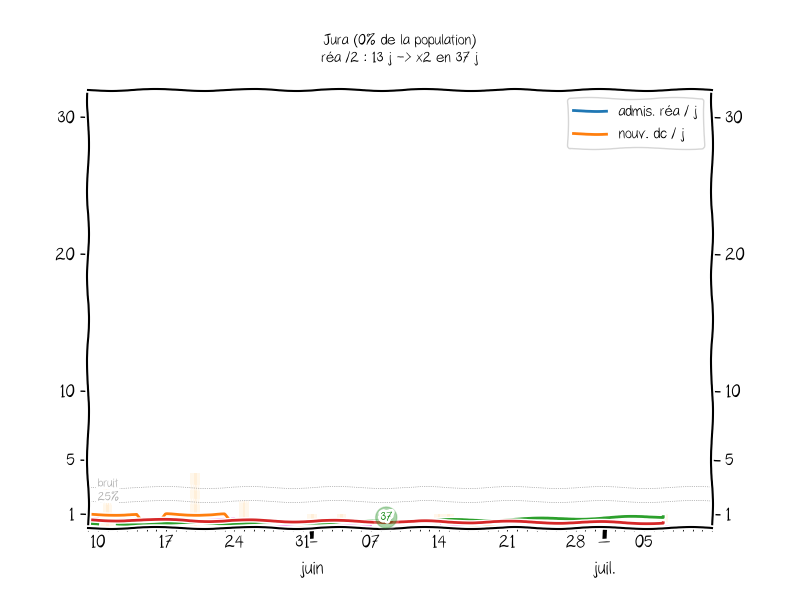 Jura (0% de la population)
réa /2 : 13 j -> x2 en 37 j
admis. réa / j
nouv. dc / j
30
30
20
20
10
10
5
5
1
1
bruit
25%
37
10 17 24 31 07 14 21 28 05
juin juil.